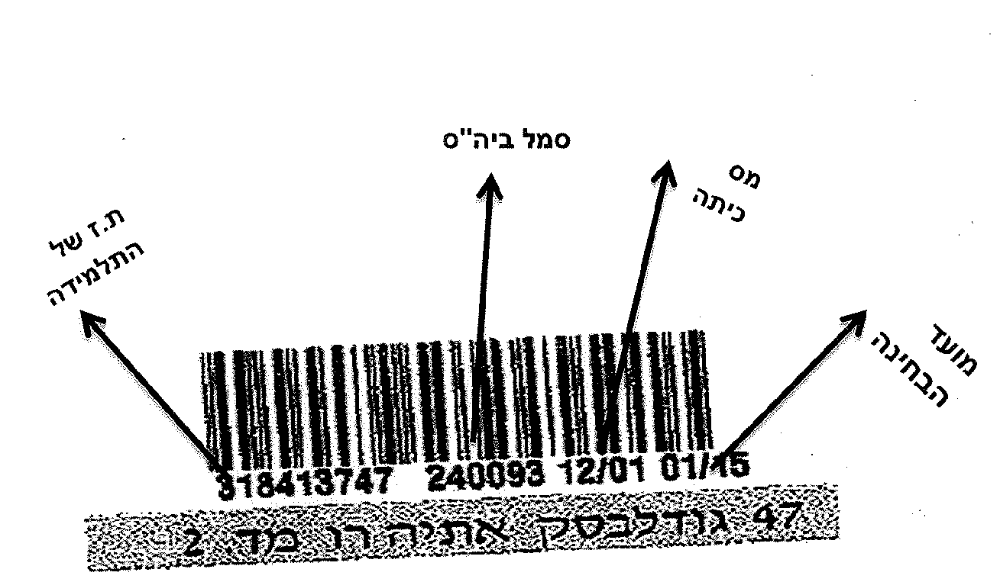 סמל ביה"ס
מס
כיתה
ת.ז של
התלמידה
מועד
הבחינה
318413747 240093 12/01 01/15
47 גודלבסק אתיה רו מד. 2